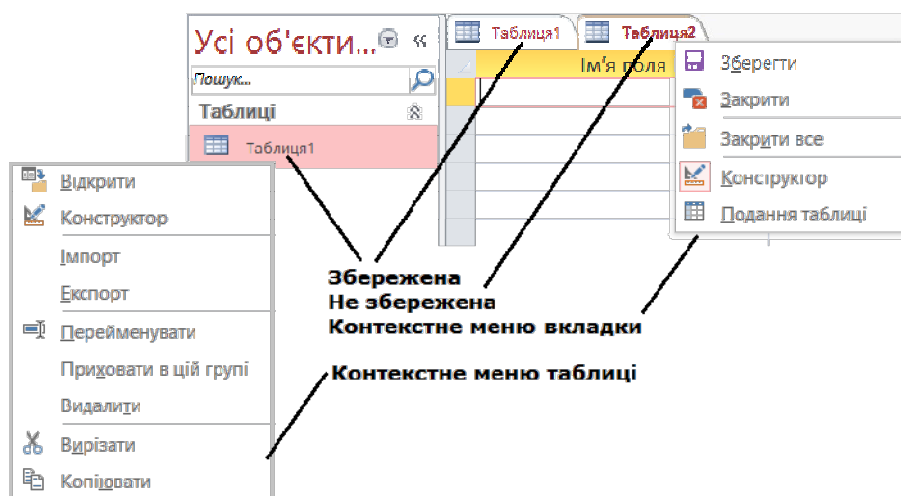 Усі об'єкти...
Пошук...
Таблиці
Таблиця1
Таблиця1
Таблиця2
Ім'я поля
Зберегти
Закрити
Закрити все
Конструктор
Подання таблиці
Відкрити
Конструктор
Імпорт
Експорт
Перейменувати
Приховати в цій групі
Видалити
Вирізати
Копіювати
Збережена
Не збережена
Контекстне меню вкладки
Контекстне меню таблиці